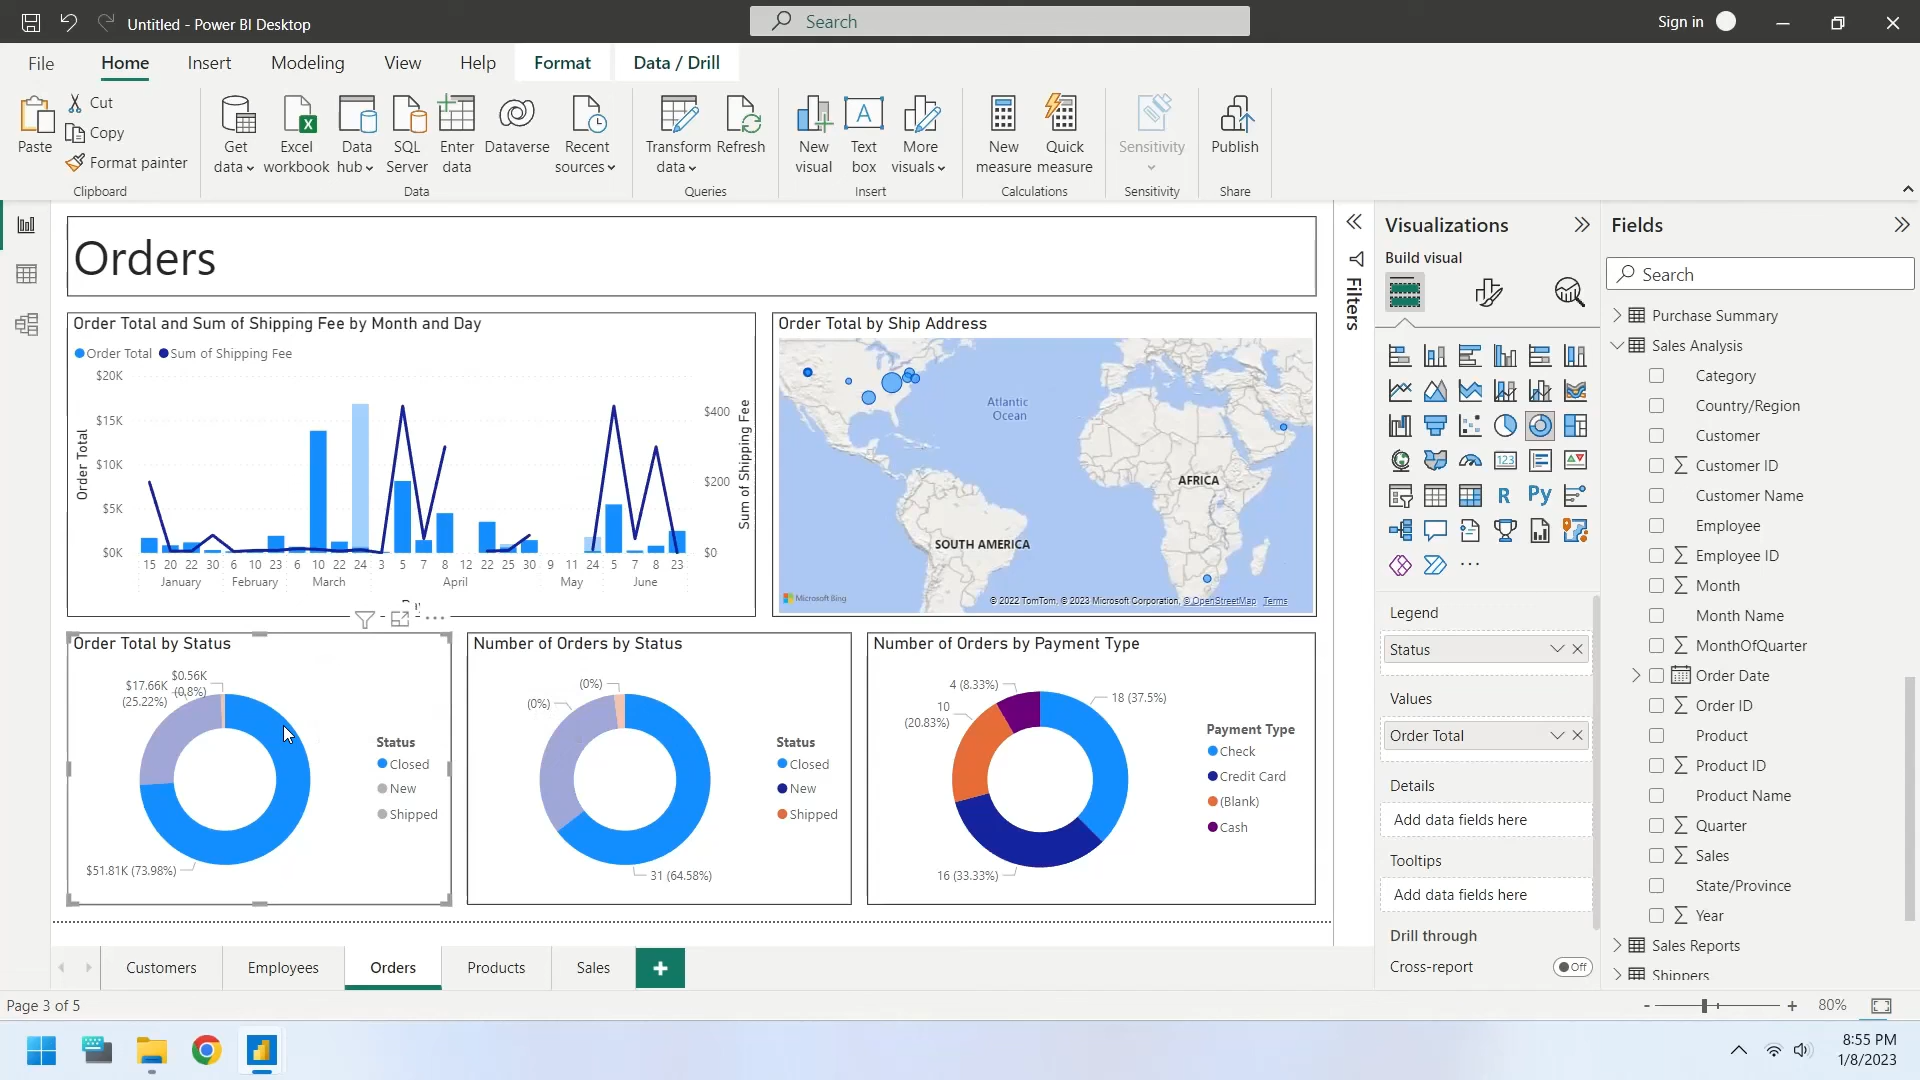 Untitled - Power BI Desktop
Search
Sign in
File
Home
Insert
Modeling
View
Help
Format
Data / Drill
Paste
Cut
Copy
Format painter
Clipboard
Get data
Excel workbook
Data hub
SQL Server
Enter data
Dataverse
Recent sources
Data
Transform data
Refresh
Queries
New visual
Text box
More visuals
Insert
New measure
Quick measure
Calculations
Sensitivity
Sensitivity
Publish
Share
Orders
Order Total and Sum of Shipping Fee by Month and Day
Order Total
Sum of Shipping Fee
$20K
$15K
$10K
$5K
$0K
Order Total
$400
$200
$0
Sum of Shipping Fee
15 20 22 30 6 10 23 6 10 22 24 3 5 7 8 12 22 25 30 9 11 24 5 7 8 23
January February March April May June
Order Total by Ship Address
Atlantic
Ocean
AFRICA
SOUTH AMERICA
Microsoft Bing
© 2022 TomTom, © 2023 Microsoft Corporation, © OpenStreetMap Terms
Order Total by Status
$0.56K
(0.8%)
$17.66K
(25.22%)
$51.81K (73.98%)
Status
Closed
New
Shipped
Number of Orders by Status
(0%)
(0%)
31 (64.58%)
Status
Closed
New
Shipped
Number of Orders by Payment Type
4 (8.33%)
10
(20.83%)
18 (37.5%)
16 (33.33%)
Payment Type
Check
Credit Card
(Blank)
Cash
Filters
Visualizations
Build visual
123
R
Py
Legend
Status
Values
Order Total
Details
Add data fields here
Tooltips
Add data fields here
Drill through
Cross-report
Off
Fields
Search
Purchase Summary
Sales Analysis
Category
Country/Region
Customer
Customer ID
Customer Name
Employee
Employee ID
Month
Month Name
MonthOfQuarter
Order Date
Order ID
Product
Product ID
Product Name
Quarter
Sales
State/Province
Year
Sales Reports
Shippers
Customers
Employees
Orders
Products
Sales
Page 3 of 5
80%
8:55 PM
1/8/2023